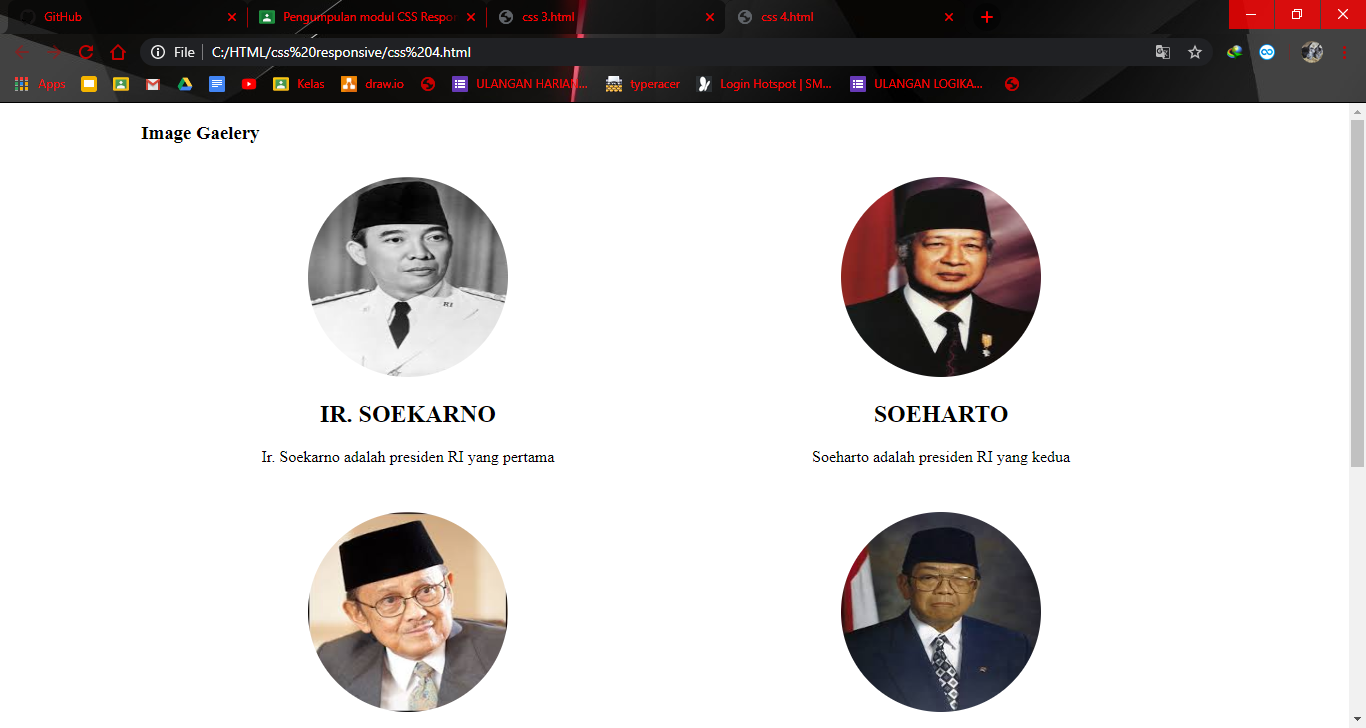 GitHub
Pengumpulan modul CSS Respor
css 3.html
css 4.html
File
C:/HTML/css%20responsive/css%204.html
Apps
Kelas
draw.io
ULANGAN HARIAN...
typeracer
Login Hotspot | SM...
ULANGAN LOGIKA...
Image Gaelery
RI
IR. SOEKARNO
SOEHARTO
Ir. Soekarno adalah presiden RI yang pertama
Soeharto adalah presiden RI yang kedua